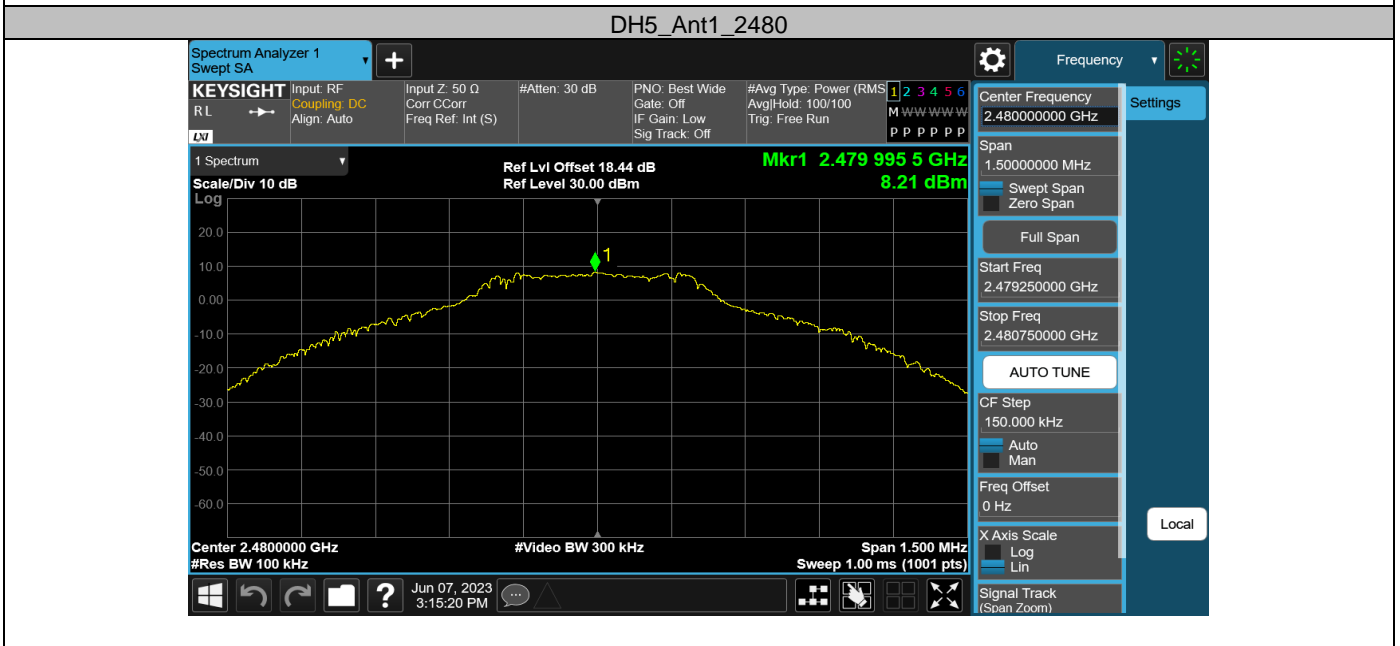 DH5_Ant1_2480
Spectrum Analyzer 1
Swept SA
Frequency
KEYSIGHT
R L
LXI
Input: RF
Coupling: DC
Align: Auto
Input Z: 50 Ω
Corr CCorr
Freq Ref: Int (S)
#Atten: 30 dB
PNO: Best Wide
Gate: Off
IF Gain: Low
Sig Track: Off
#Avg Type: Power (RMS
Avg|Hold: 100/100
Trig: Free Run
1 2 3 4 5 6
M W W W W W
P P P P P P
1 Spectrum
Scale/Div 10 dB
Ref Lvl Offset 18.44 dB
Ref Level 30.00 dBm
Mkr1 2.479 995 5 GHz
8.21 dBm
Log
20.0
10.0
0.00
-10.0
-20.0
-30.0
-40.0
-50.0
-60.0
1
Center 2.4800000 GHz
#Video BW 300 kHz
Span 1.500 MHz
#Res BW 100 kHz
Sweep 1.00 ms (1001 pts)
Jun 07, 2023
3:15:20 PM
Center Frequency
2.480000000 GHz
Settings
Span
1.50000000 MHz
Swept Span
Zero Span
Full Span
Start Freq
2.479250000 GHz
Stop Freq
2.480750000 GHz
AUTO TUNE
CF Step
150.000 kHz
Auto
Man
Freq Offset
0 Hz
X Axis Scale
Log
Lin
Local
Signal Track
(Span Zoom)